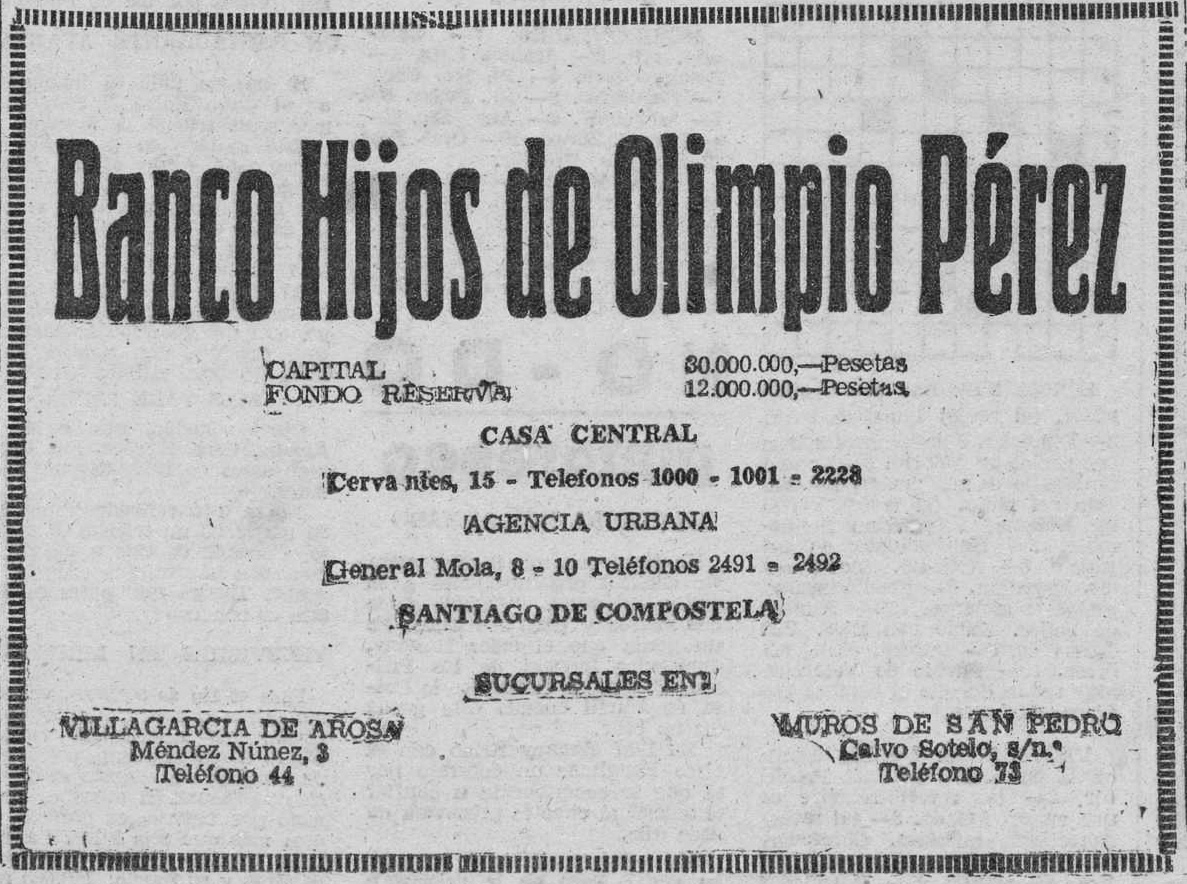 Banco Hijos de Olimpio Pérez
CAPITAL 30.000.000,—Pesetas
FONDO RESERVA 12.000.000,—Pesetas
CASA CENTRAL
Cervantes, 15 - Telefonos 1000 - 1001 - 2228
AGENCIA URBANA
General Mola, 8 - 10 Teléfonos 2491 - 2492
SANTIAGO DE COMPOSTELA
SUCURSALES EN:
VILLAGARCIA DE AROSA
Méndez Núnez, 3
Teléfono 44
MUROS DE SAN PEDRO
Calvo Sotelo, s/n.º
Teléfono 73